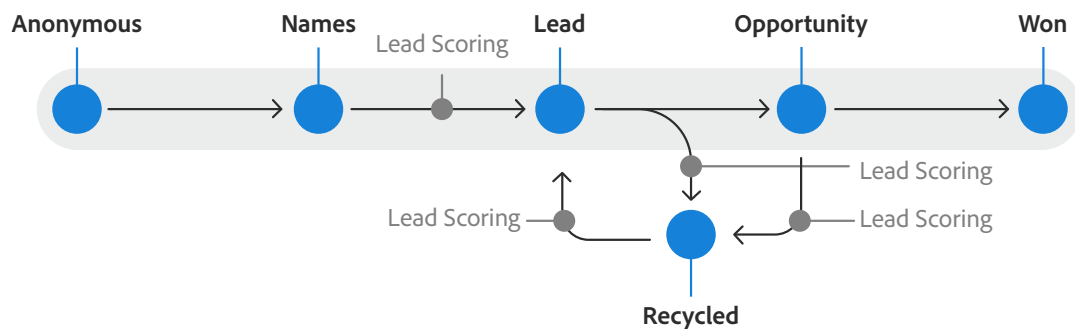 Anonymous
Names
Lead
Opportunity
Won
Lead Scoring
Lead Scoring
Lead Scoring
Lead Scoring
Recycled